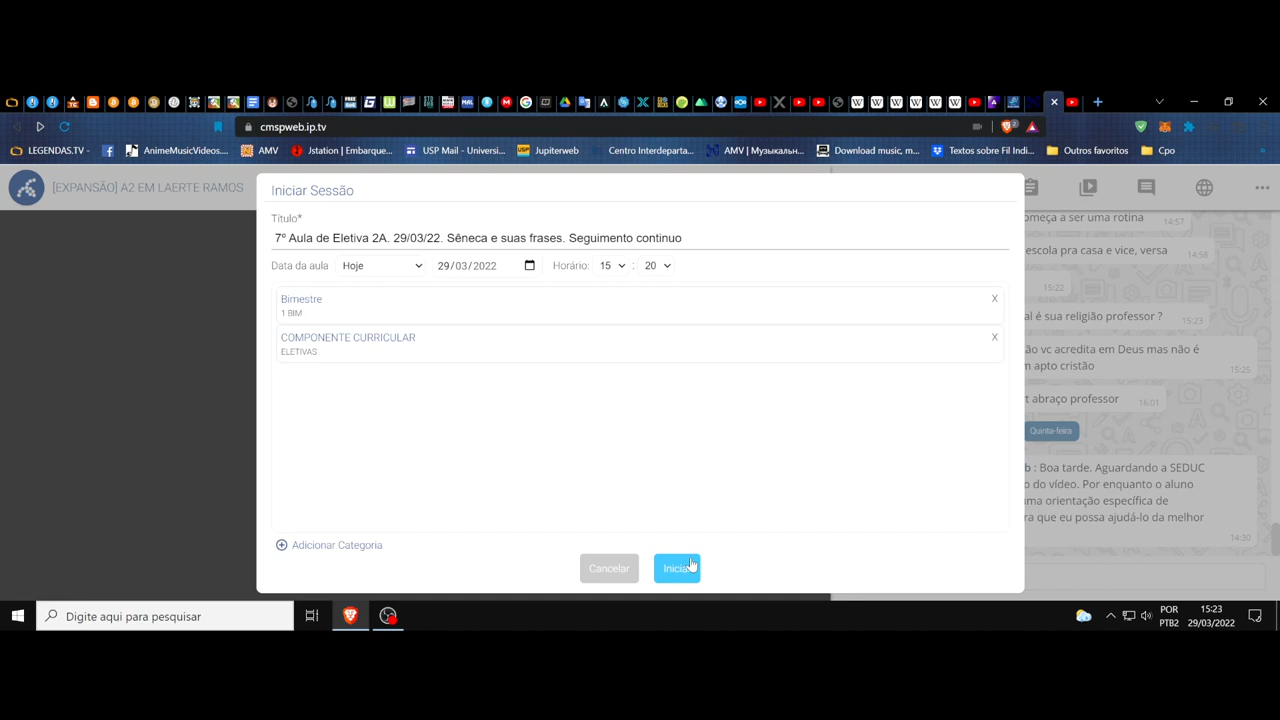 cmspweb.ip.tv
LEGENDAS.TV -
AnimeMusicVideos...
AMV
Jstation | Embarque...
USP Mail - Universi...
Jupiterweb
Centro Interdeparta...
AMV | Музыкальн...
Download music, m...
Textos sobre Fil Indi...
Outros favoritos
Cpo
[EXPANSÃO] A2 EM LAERTE RAMOS
Iniciar Sessão
Título*
7º Aula de Eletiva 2A. 29/03/22. Sêneca e suas frases. Seguimento continuo
Data da aula Hoje 29/03/2022 Horário: 15 : 20
Bimestre X
1 BIM
COMPONENTE CURRICULAR X
ELETIVAS
Adicionar Categoria
Cancelar
omeça a ser uma rotina 14:57
escola pra casa e vice, versa 14:58
15:22
al é sua religião professor ? 15:23
ão vc acredita em Deus mas não é
n apto cristão 15:25
t abraço professor 16:01
Quinta-feira
b : Boa tarde. Aguardando a SEDUC
o do vídeo. Por enquanto o aluno
ma orientação específica de
ra que eu possa ajudá-lo da melhor
14:30
Digite aqui para pesquisar
POR
PTB2
15:23
29/03/2022